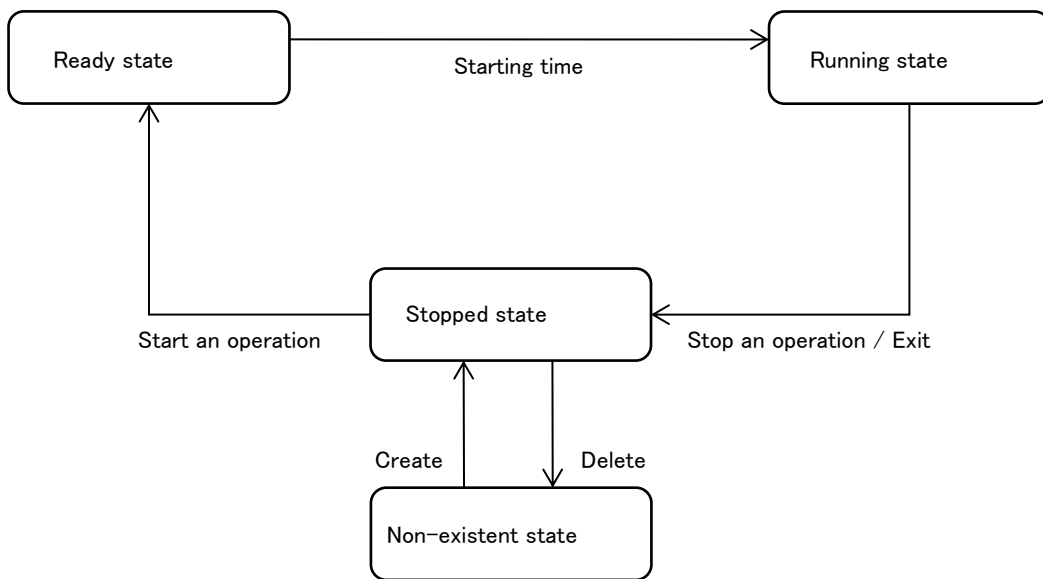 Ready state
Running state
Starting time
Stopped state
Start an operation
Stop an operation / Exit
Create
Delete
Non-existent state